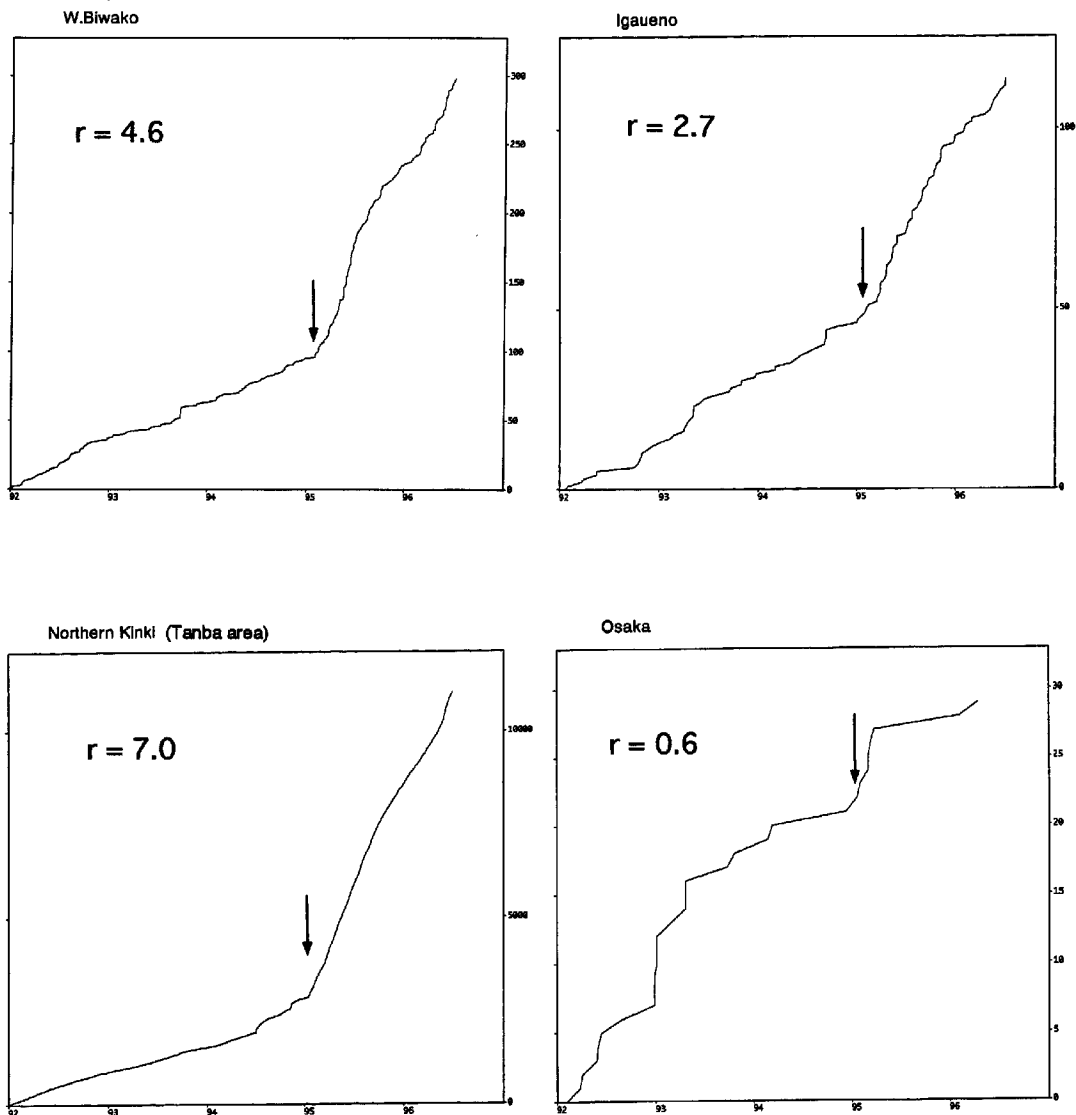 W.Biwako
r = 4.6
300
250
200
150
100
50
0
92 93 94 95 96
Igaueno
r = 2.7
100
50
0
92 93 94 95 96
Northern Kinki (Tanba area)
r = 7.0
10000
5000
0
92 93 94 95 96
Osaka
r = 0.6
30
25
20
15
10
5
0
92 93 94 95 96